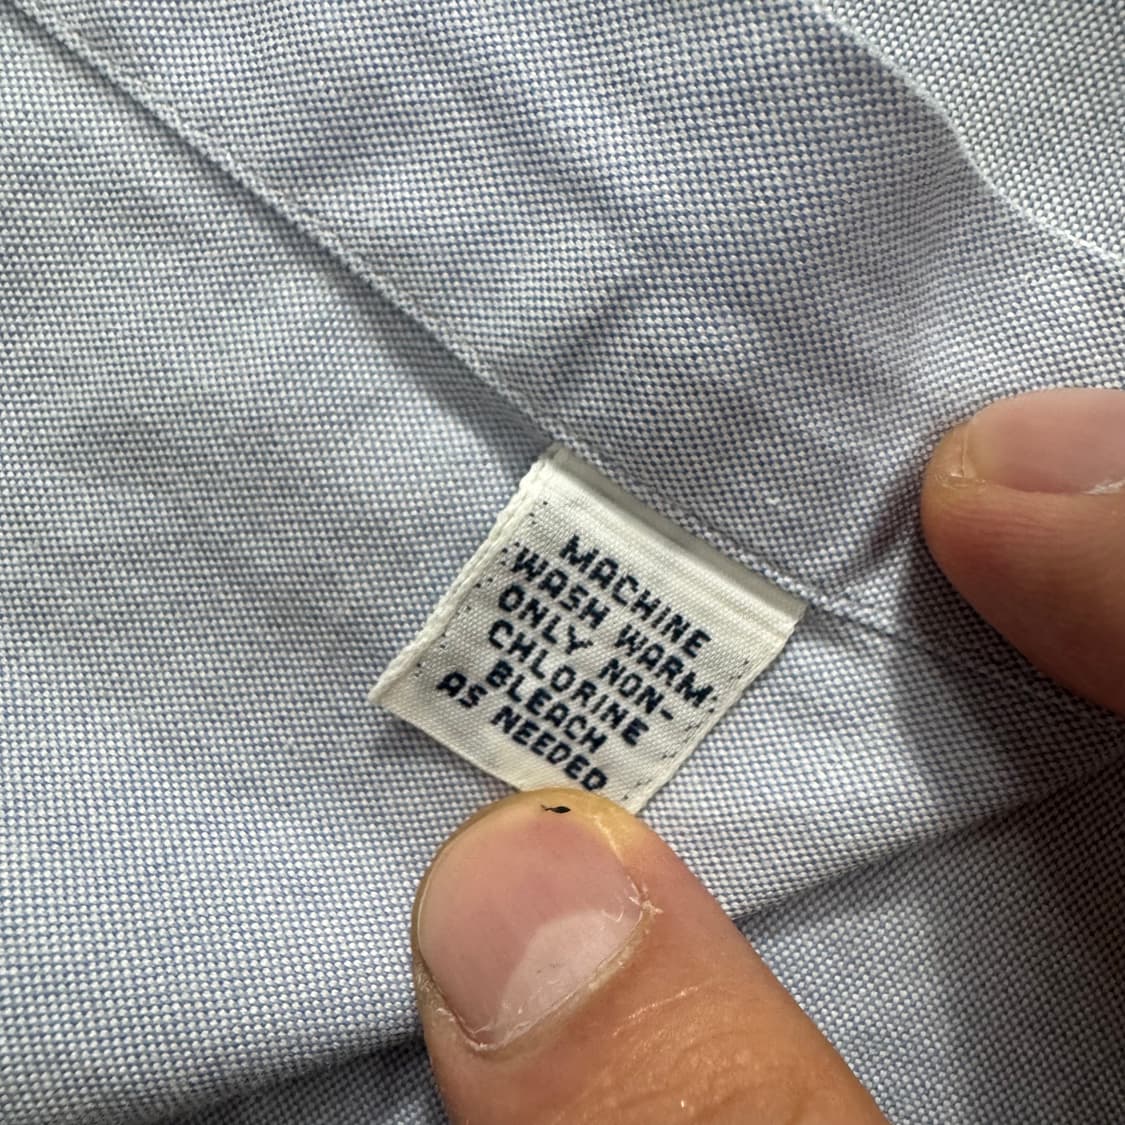 MACHINE
WASH WARM
ONLY NON-
CHLORINE
BLEACH
AS NEEDED